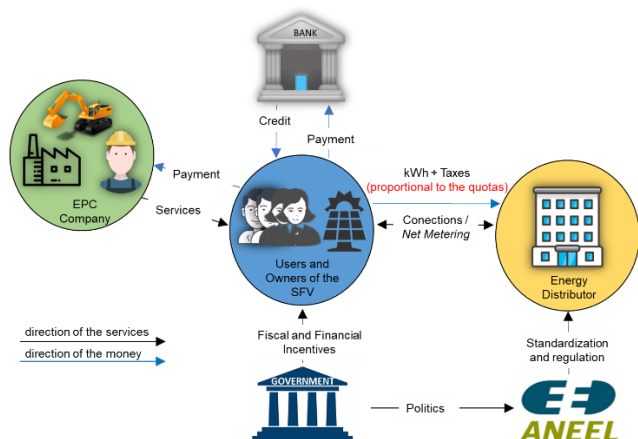 BANK
Credit
Payment
EPC
Company
Payment
Services
kWh + Taxes
(proportional to the quotas)
Conections /
Net Metering
Users and
Owners of the
SFV
Energy
Distributor
direction of the services
direction of the money
Fiscal and Financial
Incentives
Standardization
and regulation
GOVERNMENT
Politics
ANEEL